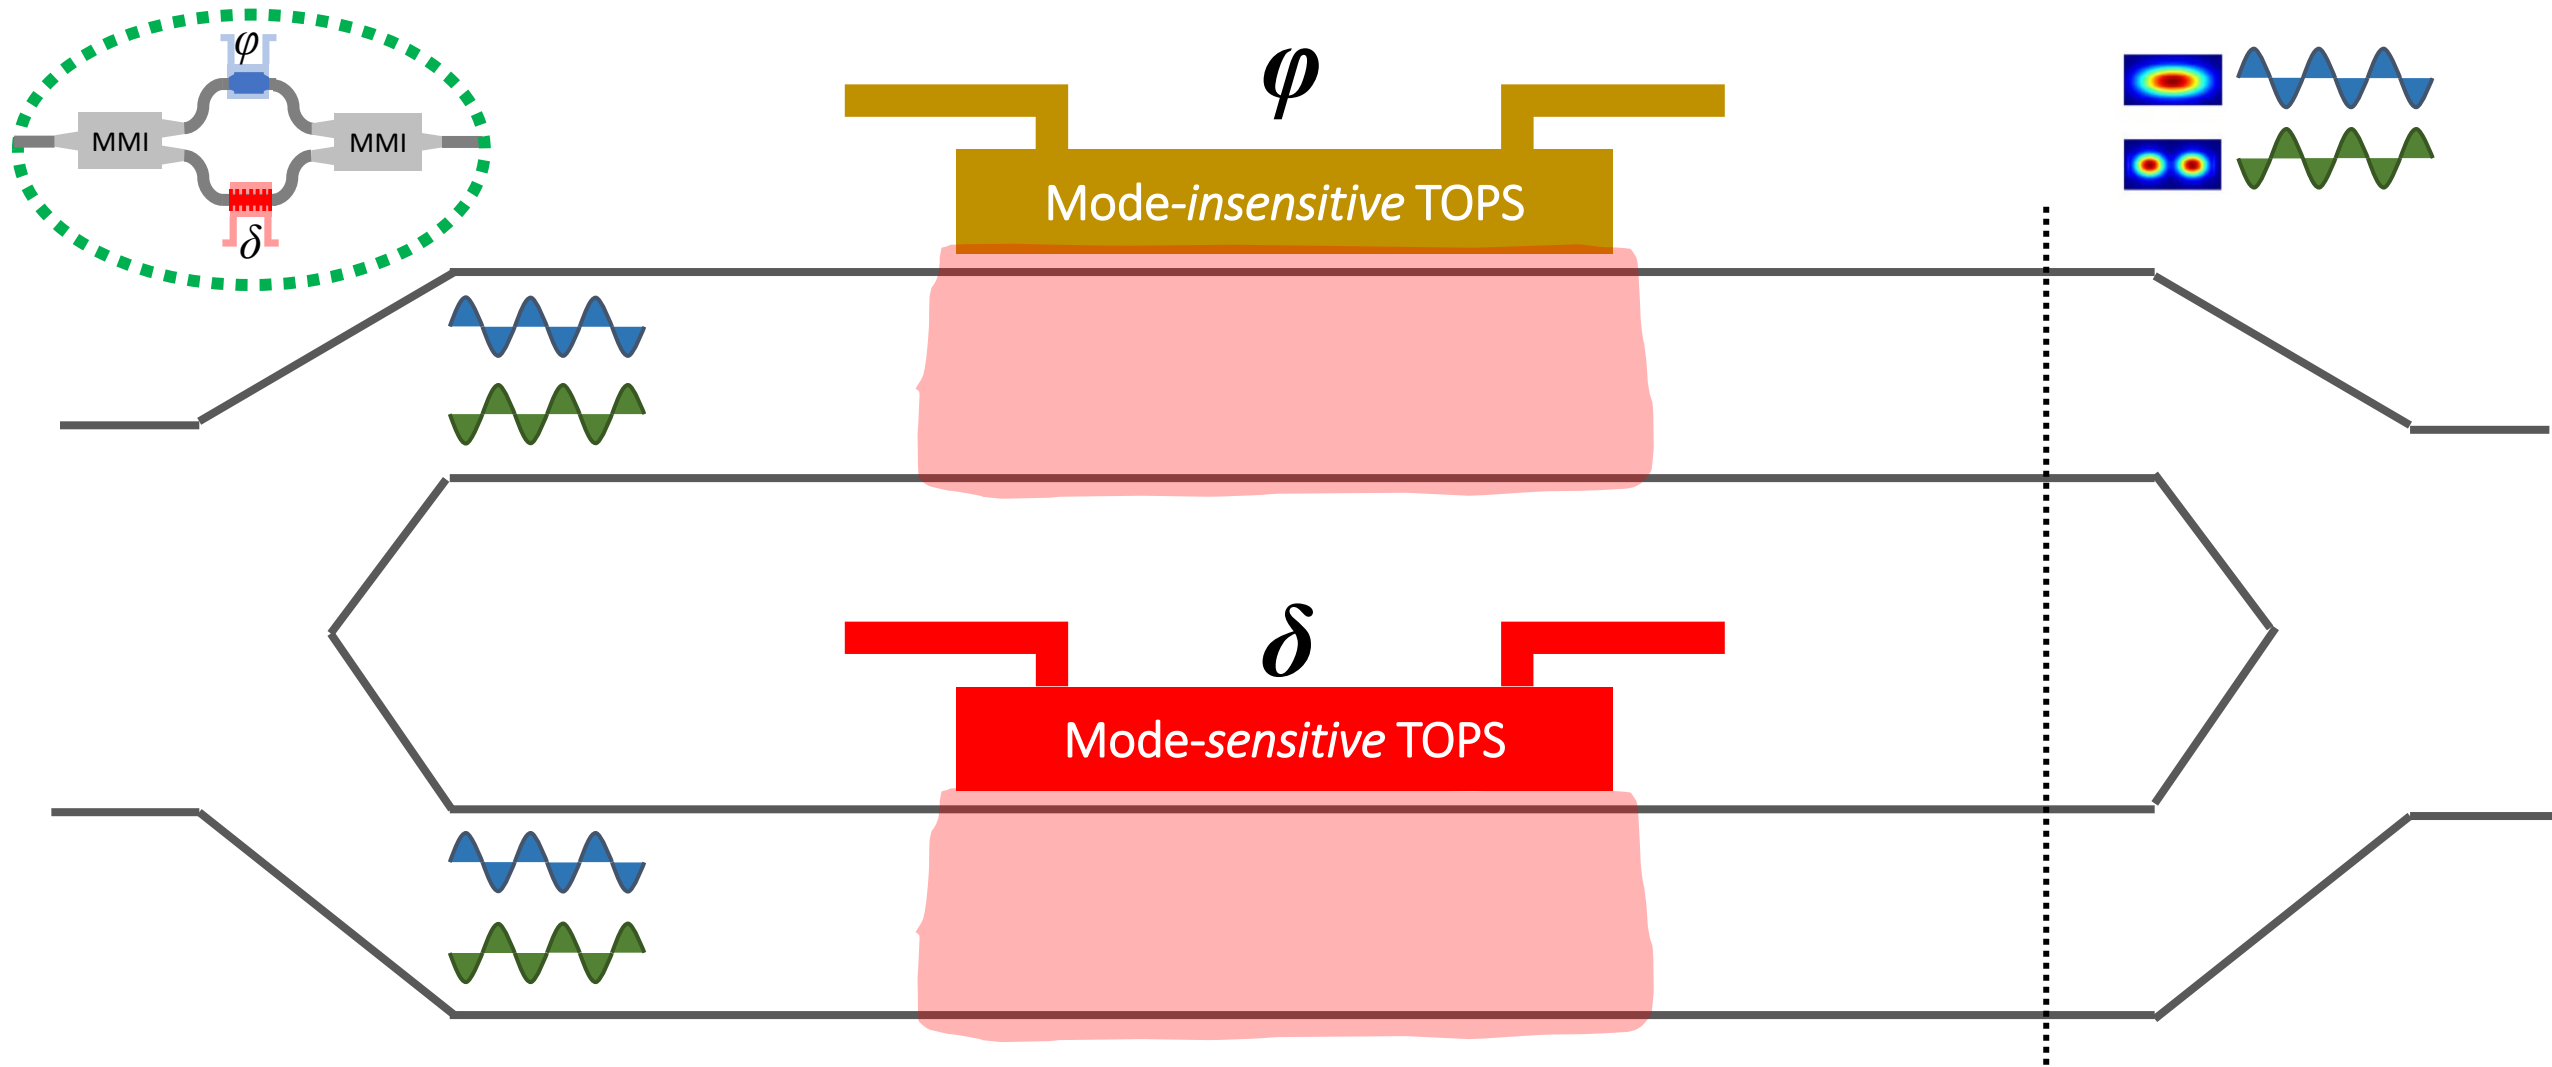 φ
MMI
MMI
δ
φ
Mode-insensitive TOPS
δ
Mode-sensitive TOPS